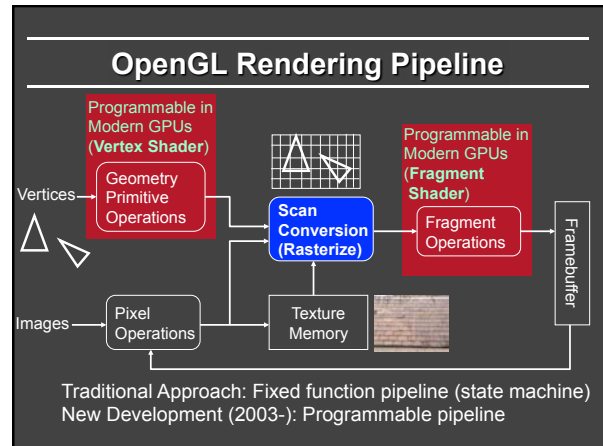 OpenGL Rendering Pipeline
Programmable in
Modern GPUs
(Vertex Shader)
Programmable in
Modern GPUs
(Fragment
Shader)
Vertices
Geometry
Primitive
Operations
Scan
Conversion
(Rasterize)
Fragment
Operations
Framebuffer
Images
Pixel
Operations
Texture
Memory
Traditional Approach: Fixed function pipeline (state machine)
New Development (2003-): Programmable pipeline